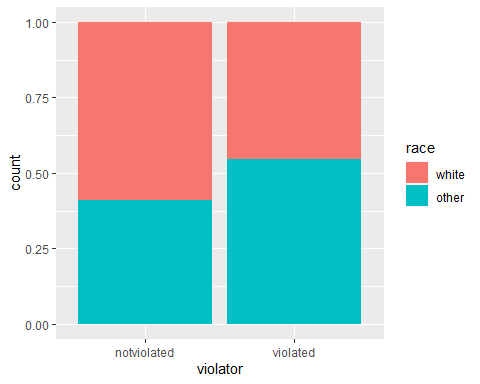 1.00
0.75
0.50
0.25
0.00
count
notviolated violated
violator
race
white
other